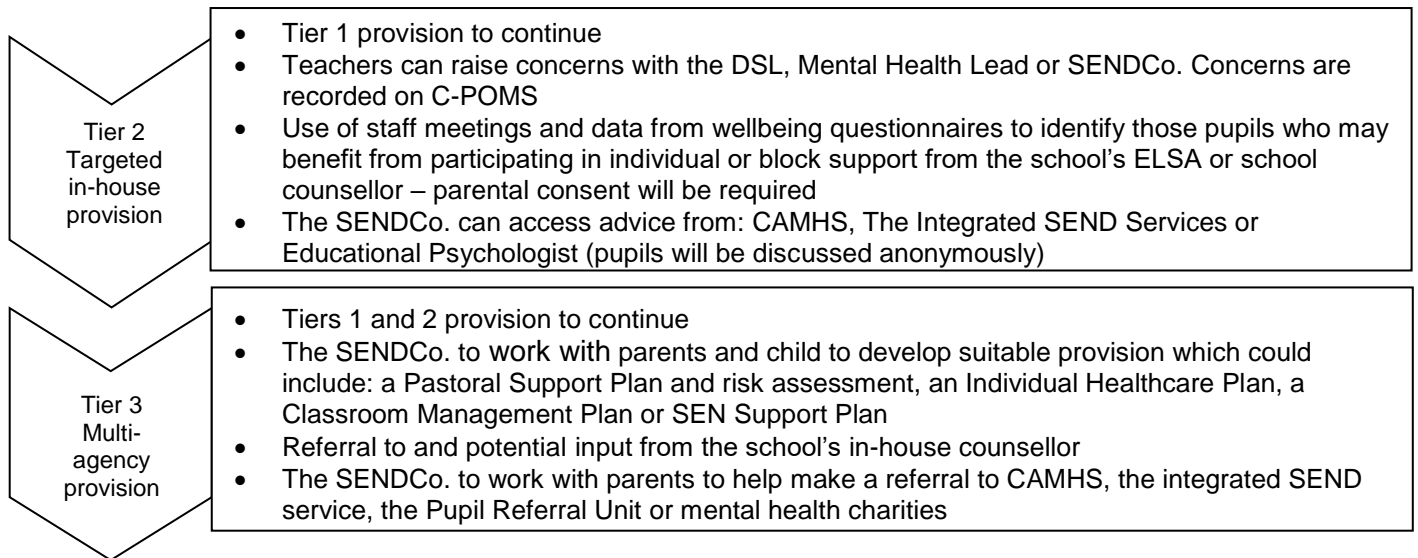 Tier 2
Targeted
in-house
provision
• Tier 1 provision to continue
• Teachers can raise concerns with the DSL, Mental Health Lead or SENDCo. Concerns are
recorded on C-POMS
• Use of staff meetings and data from wellbeing questionnaires to identify those pupils who may
benefit from participating in individual or block support from the school’s ELSA or school
counsellor – parental consent will be required
• The SENDCo. can access advice from: CAMHS, The Integrated SEND Services or
Educational Psychologist (pupils will be discussed anonymously)
Tier 3
Multi-
agency
provision
• Tiers 1 and 2 provision to continue
• The SENDCo. to work with parents and child to develop suitable provision which could
include: a Pastoral Support Plan and risk assessment, an Individual Healthcare Plan, a
Classroom Management Plan or SEN Support Plan
• Referral to and potential input from the school’s in-house counsellor
• The SENDCo. to work with parents to help make a referral to CAMHS, the integrated SEND
service, the Pupil Referral Unit or mental health charities